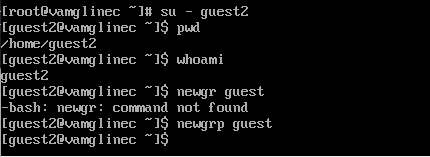 [root@vamglinec ~]# su - guest2
[guest2@vamglinec ~]$ pwd
/home/guest2
[guest2@vamglinec ~]$ whoami
guest2
[guest2@vamglinec ~]$ newgr guest
-bash: newgr: command not found
[guest2@vamglinec ~]$ newgrp guest
[guest2@vamglinec ~]$